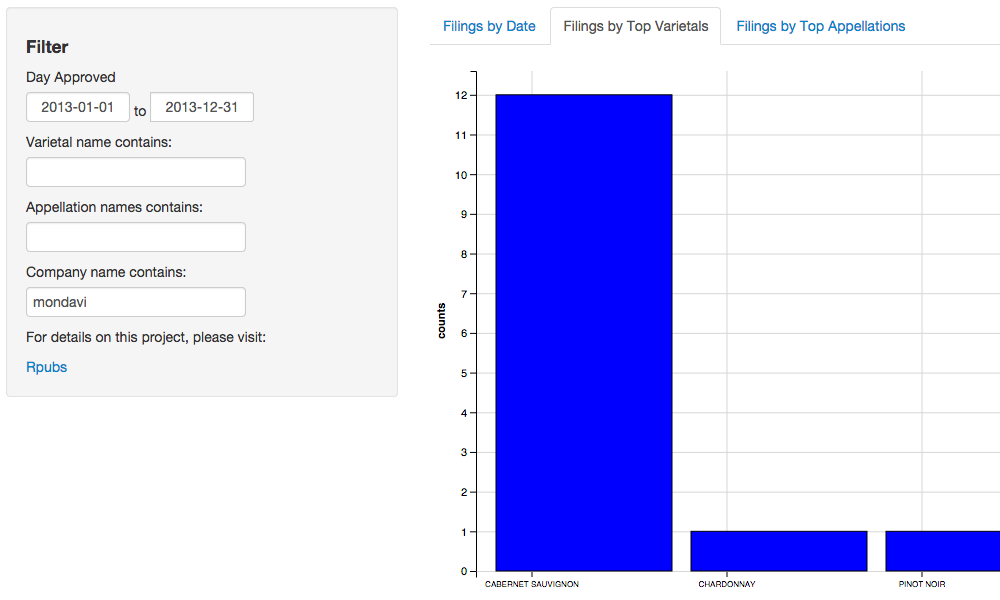 Filter
Day Approved
2013-01-01 to 2013-12-31
Varietal name contains:
Appellation names contains:
Company name contains:
mondavi
For details on this project, please visit:
Rpubs
Filings by Date Filings by Top Varietals Filings by Top Appellations
12
11
10
9
8
7
6
5
4
3
2
1
0
counts
CABERNET SAUVIGNON CHARDONNAY PINOT NOIR